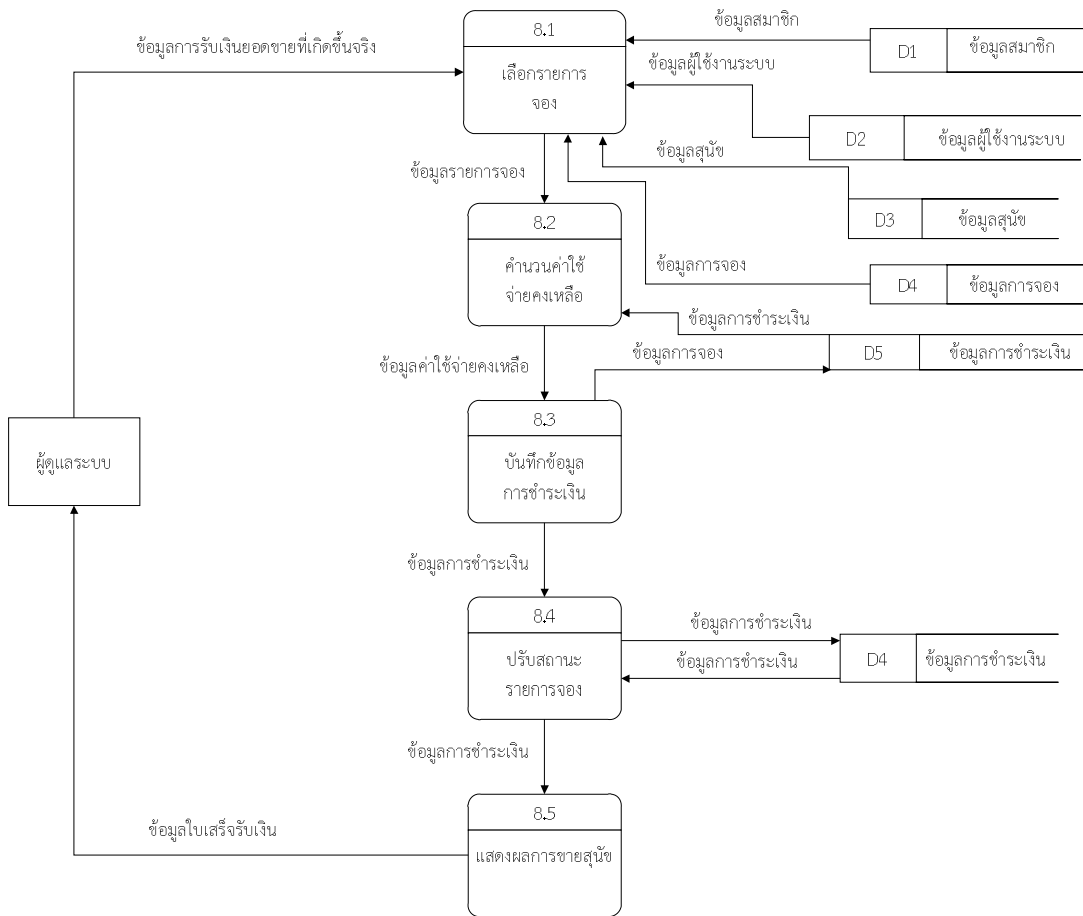 8.1
ข้อมูลสมาชิก
D1
ข้อมูลสมาชิก
ข้อมูลการรับเงินยอดขายที่เกิดขึ้นจริง
เลือกรายการ
จอง
ข้อมูลผู้ใช้งานระบบ
D2
ข้อมูลผู้ใช้งานระบบ
ข้อมูลรายการจอง
ข้อมูลสุนัข
D3
ข้อมูลสุนัข
8.2
คำนวนค่าใช้
จ่ายคงเหลือ
ข้อมูลการจอง
D4
ข้อมูลการจอง
ข้อมูลการชำระเงิน
ข้อมูลค่าใช้จ่ายคงเหลือ
ข้อมูลการจอง
D5
ข้อมูลการชำระเงิน
8.3
บันทึกข้อมูล
การชำระเงิน
ผู้ดูแลระบบ
ข้อมูลการชำระเงิน
8.4
ปรับสถานะ
รายการจอง
ข้อมูลการชำระเงิน
ข้อมูลการชำระเงิน
D4
ข้อมูลการชำระเงิน
ข้อมูลการชำระเงิน
8.5
แสดงผลการขายสุนัข
ข้อมูลใบเสร็จรับเงิน